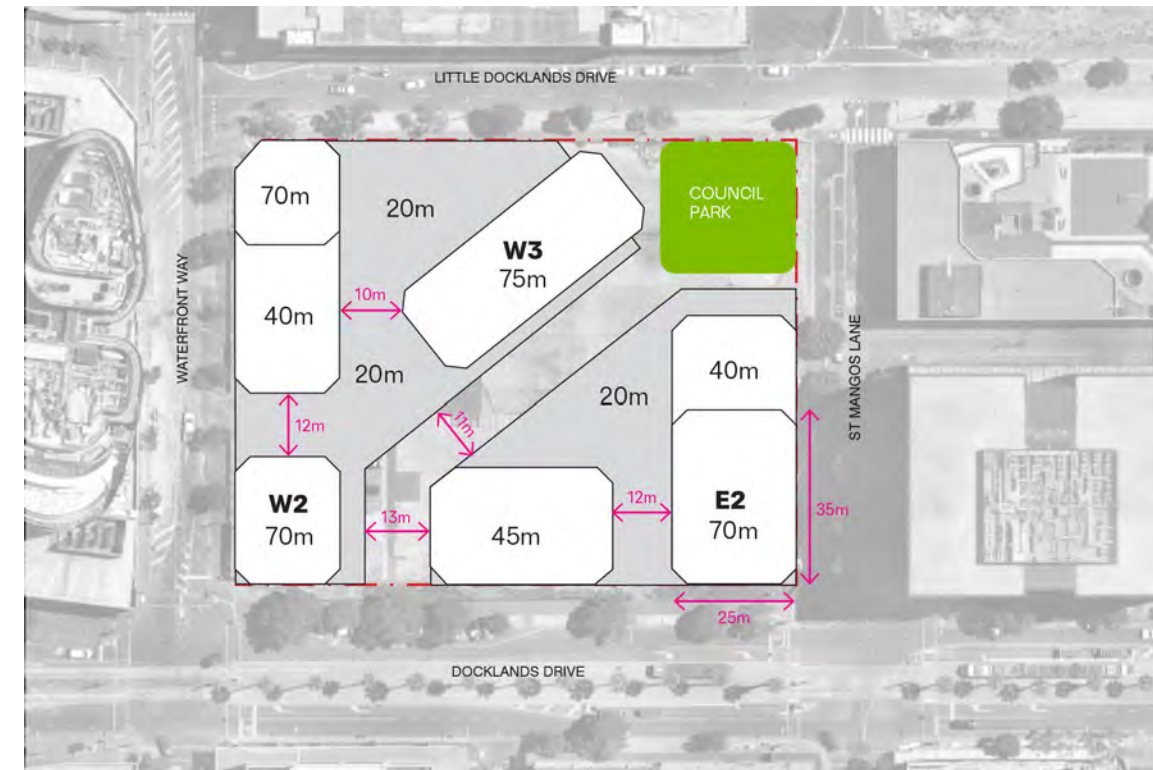 LITTLE DOCKLANDS DRIVE
70m
20m
COUNCIL
PARK
W3
75m
WATERFRONT WAY
10m
40m
20m
40m
20m
ST MANGOS LANE
12m
11m
W2
70m
13m
45m
12m
E2
70m
35m
25m
DOCKLANDS DRIVE